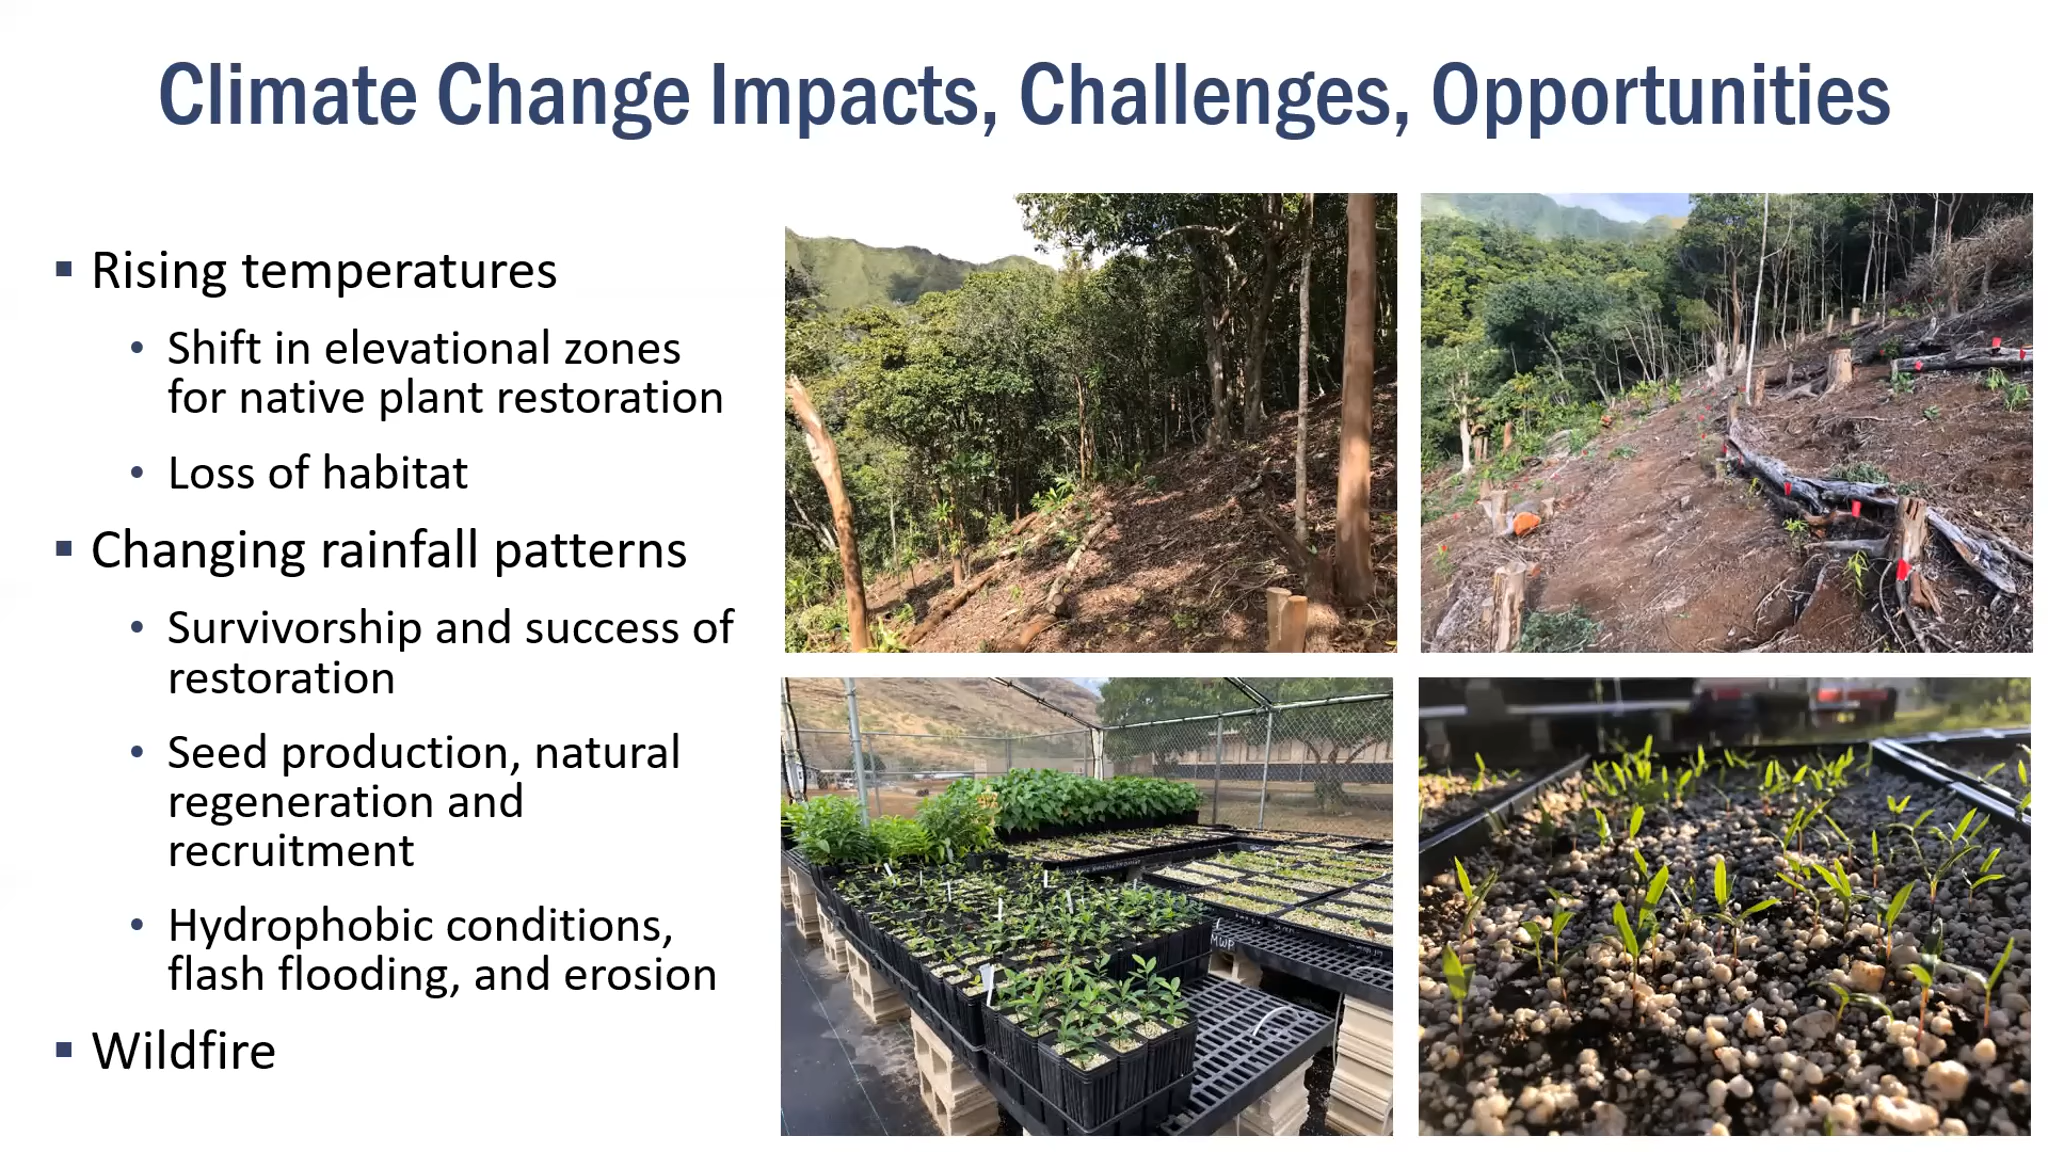 Climate Change Impacts, Challenges, Opportunities
▪ Rising temperatures
• Shift in elevational zones
for native plant restoration
• Loss of habitat
▪ Changing rainfall patterns
• Survivorship and success of
restoration
• Seed production, natural
regeneration and
recruitment
• Hydrophobic conditions,
flash flooding, and erosion
▪ Wildfire
MWP